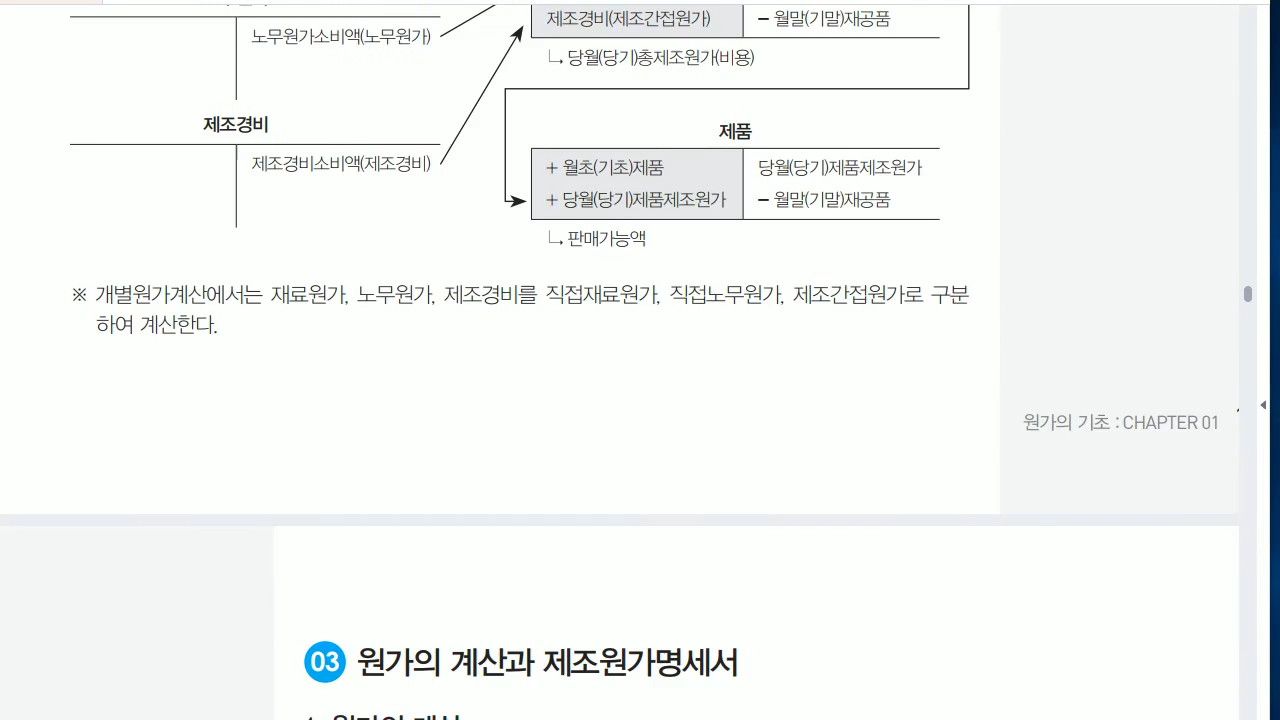 노무원가소비액(노무원가)
제조경비(제조간접원가)
- 월말(기말)재공품
↳ 당월(당기)총제조원가(비용)
제조경비
제조경비소비액(제조경비)
제품
+ 월초(기초)제품
당월(당기)제품제조원가
+ 당월(당기)제품제조원가
- 월말(기말)재공품
↳ 판매가능액
※ 개별원가계산에서는 재료원가, 노무원가, 제조경비를 직접재료원가, 직접노무원가, 제조간접원가로 구분
하여 계산한다.
원가의 기초 : CHAPTER 01
03 원가의 계산과 제조원가명세서